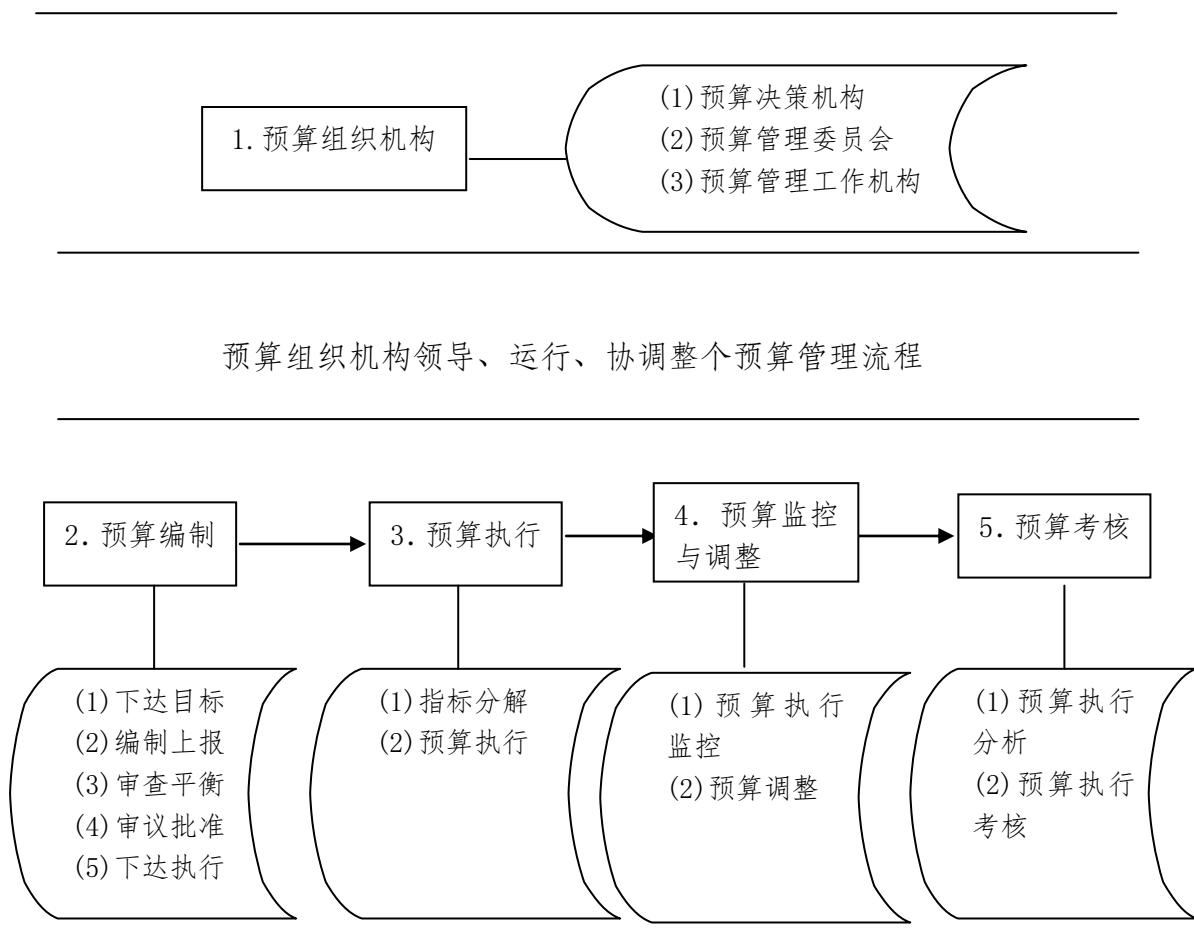 1.预算组织机构
(1)预算决策机构
(2)预算管理委员会
(3)预算管理工作机构
预算组织机构领导、运行、协调整个预算管理流程
2.预算编制
3.预算执行
4. 预算监控
与调整
5.预算考核
(1)下达目标
(2)编制上报
(3)审查平衡
(4)审议批准
(5)下达执行
(1)指标分解
(2)预算执行
(1)预算执行
监控
(2)预算调整
(1)预算执行
分析
(2)预算执行
考核